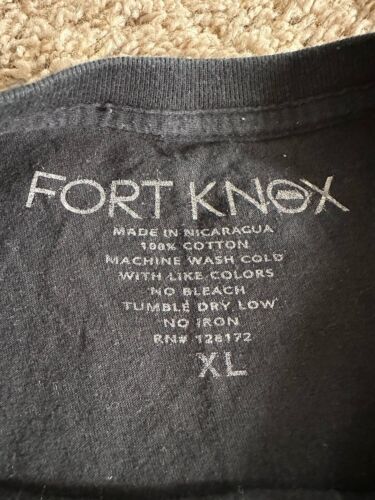 FORT KNOX
MADE IN NICARAGUA
100% COTTON
MACHINE WASH COLD
WITH LIKE COLORS
NO BLEACH
TUMBLE DRY LOW
NO IRON
RN# 128172
XL